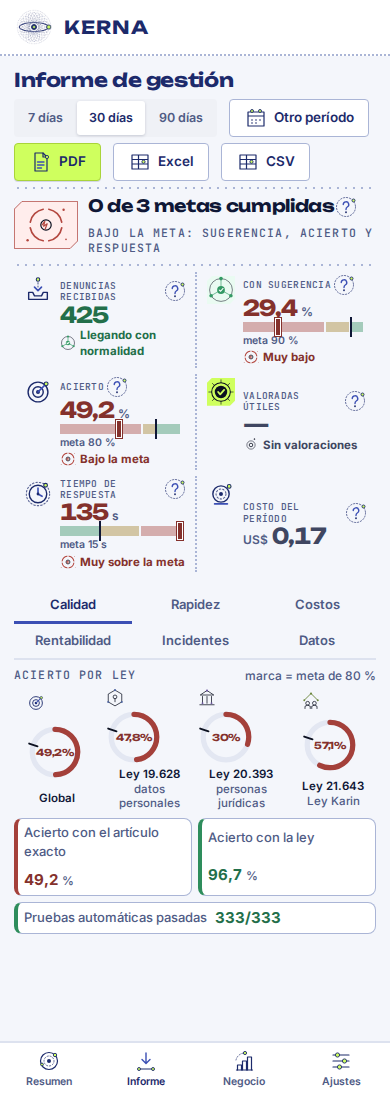 KERNA
Informe de gestión
7 días 30 días 90 días Otro período
PDF Excel CSV
0 de 3 metas cumplidas ?
BAJO LA META: SUGERENCIA, ACIERTO Y
RESPUESTA
DENUNCIAS
RECIBIDAS ?
425
Llegando con
normalidad
CON SUGERENCIA ?
29,4 %
meta 90 %
Muy bajo
ACIERTO ?
49,2 %
meta 80 %
Bajo la meta
VALORADAS
ÚTILES ?
—
Sin valoraciones
TIEMPO DE
RESPUESTA ?
135 s
meta 15 s
Muy sobre la meta
COSTO DEL
PERÍODO ?
US$ 0,17
Calidad Rapidez Costos
Rentabilidad Incidentes Datos
ACIERTO POR LEY marca = meta de 80 %
49,2%
Global
47,8%
Ley 19.628
datos
personales
30%
Ley 20.393
personas
jurídicas
57,1%
Ley 21.643
Ley Karin
Acierto con el artículo
exacto
49,2 %
Acierto con la ley
96,7 %
Pruebas automáticas pasadas 333/333
Resumen Informe Negocio Ajustes